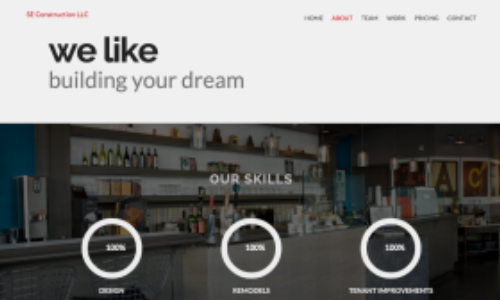 SE Construction LLC
HOME ABOUT TEAM WORK PRICING CONTACT
we like
building your dream
OUR SKILLS
100% 100% 100%
DESIGN REMODELS TENANT IMPROVEMENTS